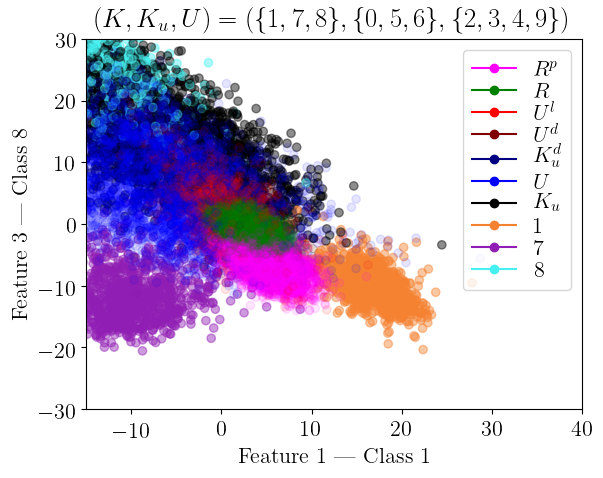 (K, K_u, U) = ({1, 7, 8}, {0, 5, 6}, {2, 3, 4, 9})
30
20
10
0
−10
−20
−30
Feature 3 — Class 8
R^p
R
U^l
U^d
K_u^d
U
K_u
1
7
8
−10
0
10
20
30
40
Feature 1 — Class 1